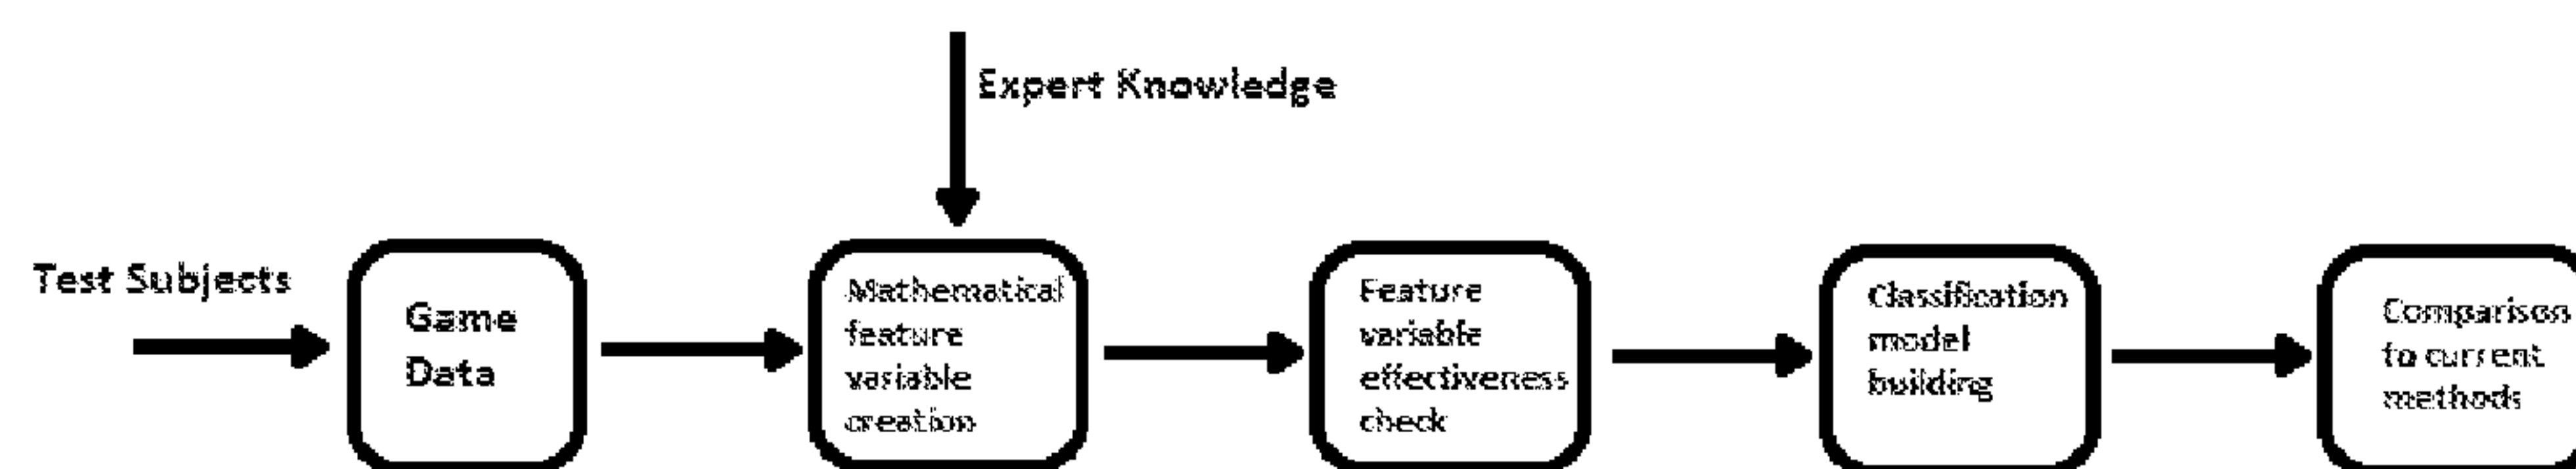 Expert Knowledge
Test Subjects
Game
Data
Mathematical
feature
variable
creation
Feature
variable
effectiveness
check
Classification
model
building
Comparison
to current
methods